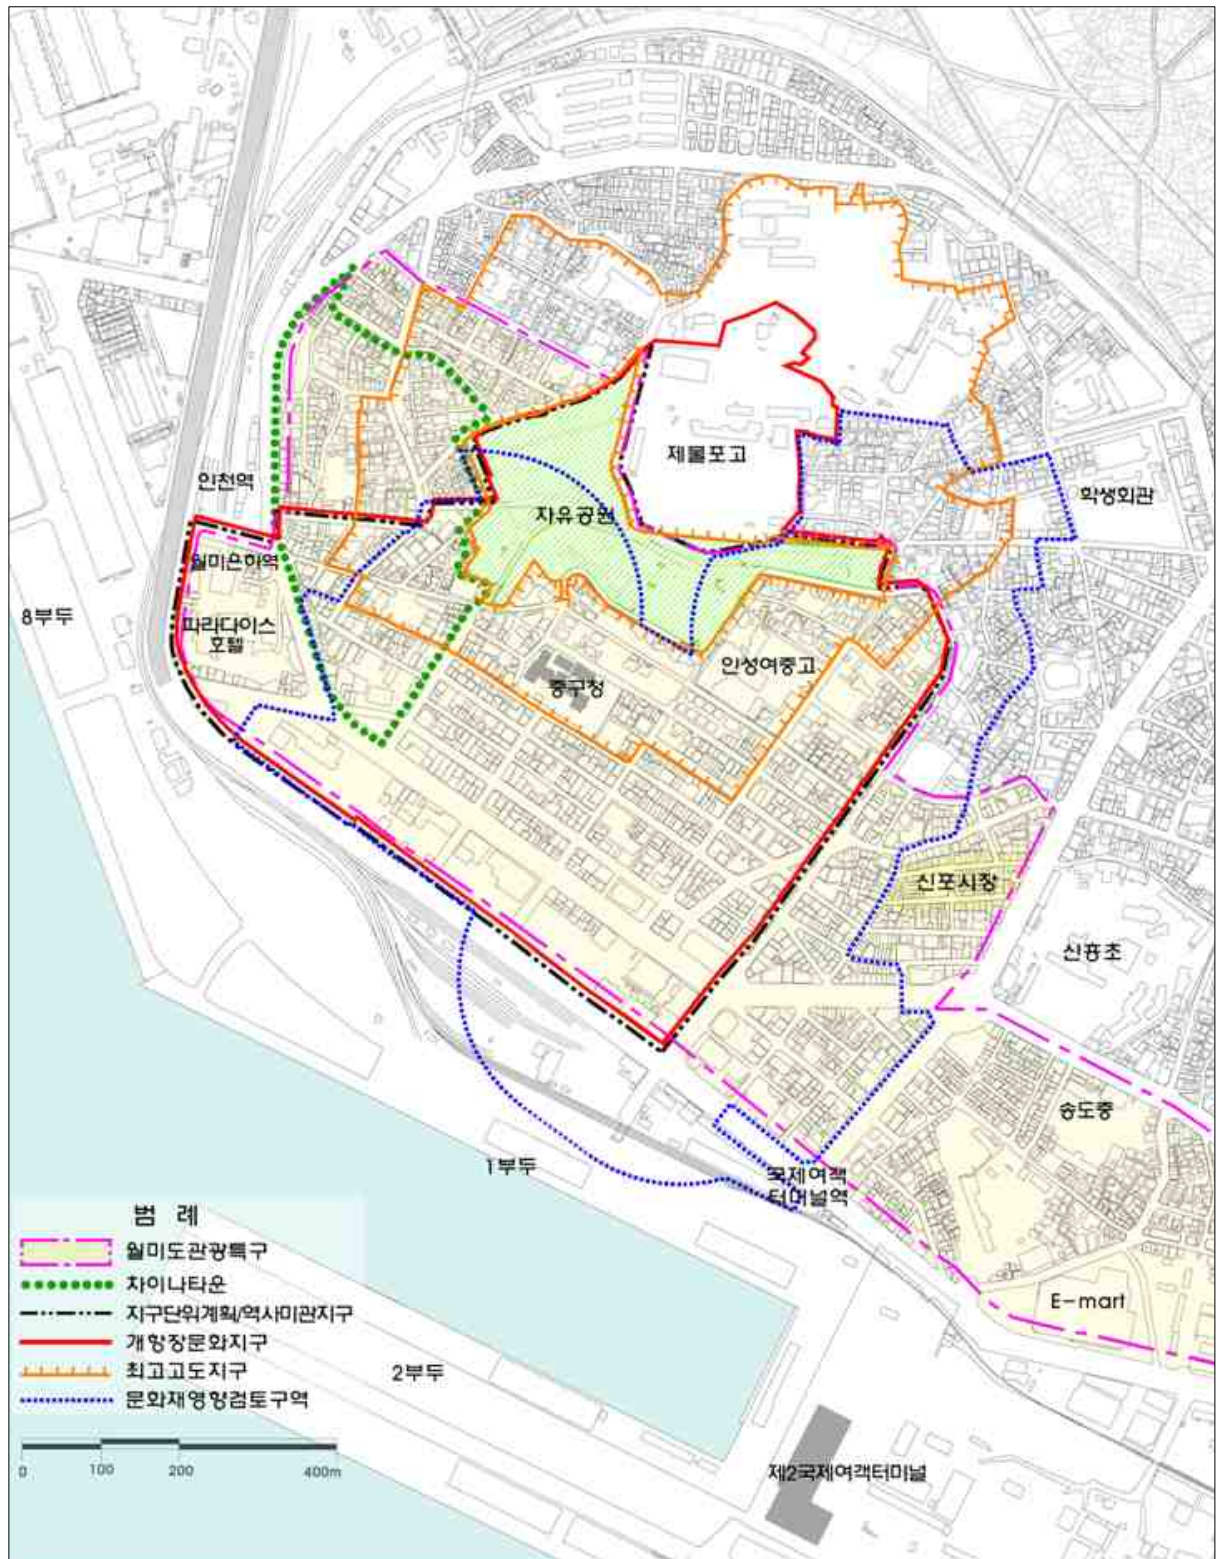 제물포고
인천역
학생회관
자유공원
월미은하역
8부두
파라다이스
호텔
인성여중고
중구청
신포시장
신흥초
송도중
1부두
국제여객
터미널역
범 례
월미도관광특구
차이나타운
지구단위계획/역사미관지구
개항장문화지구
최고고도지구
문화재영향검토구역
E-mart
2부두
0 100 200 400m
제2국제여객터미널